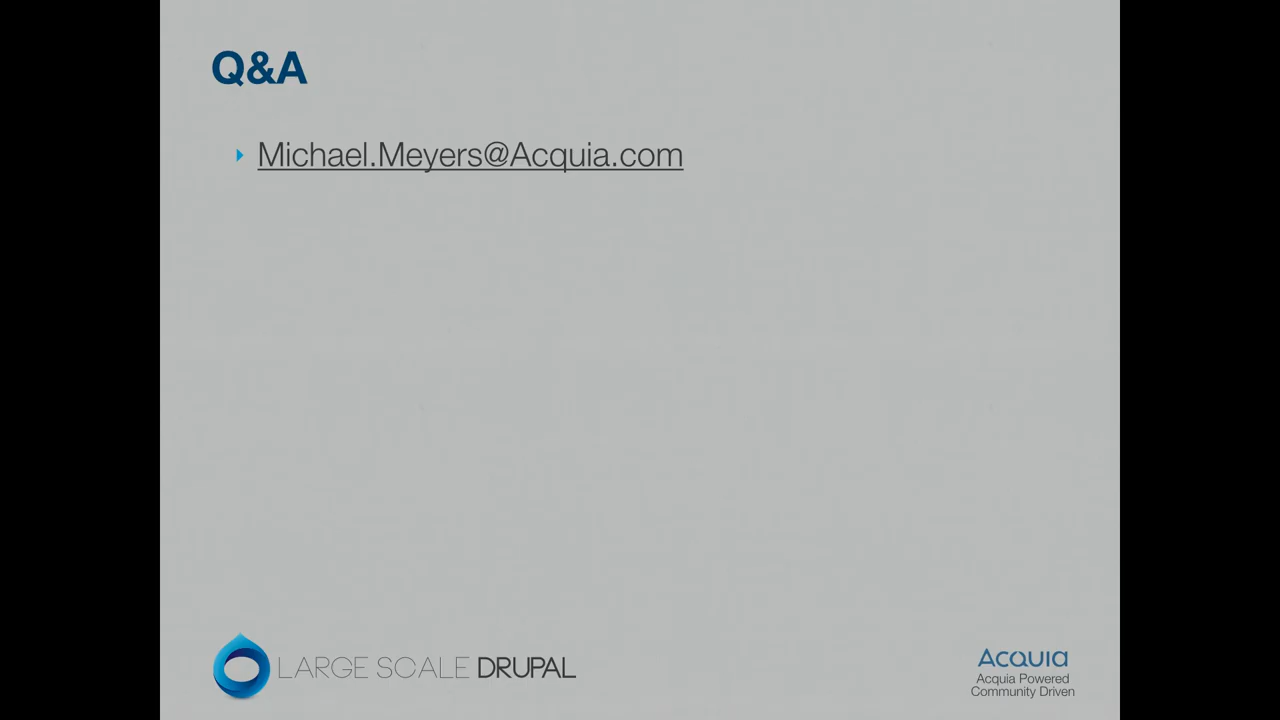 Q&A
Michael.Meyers@Acquia.com
LARGE SCALE DRUPAL
Acquia
Acquia Powered
Community Driven